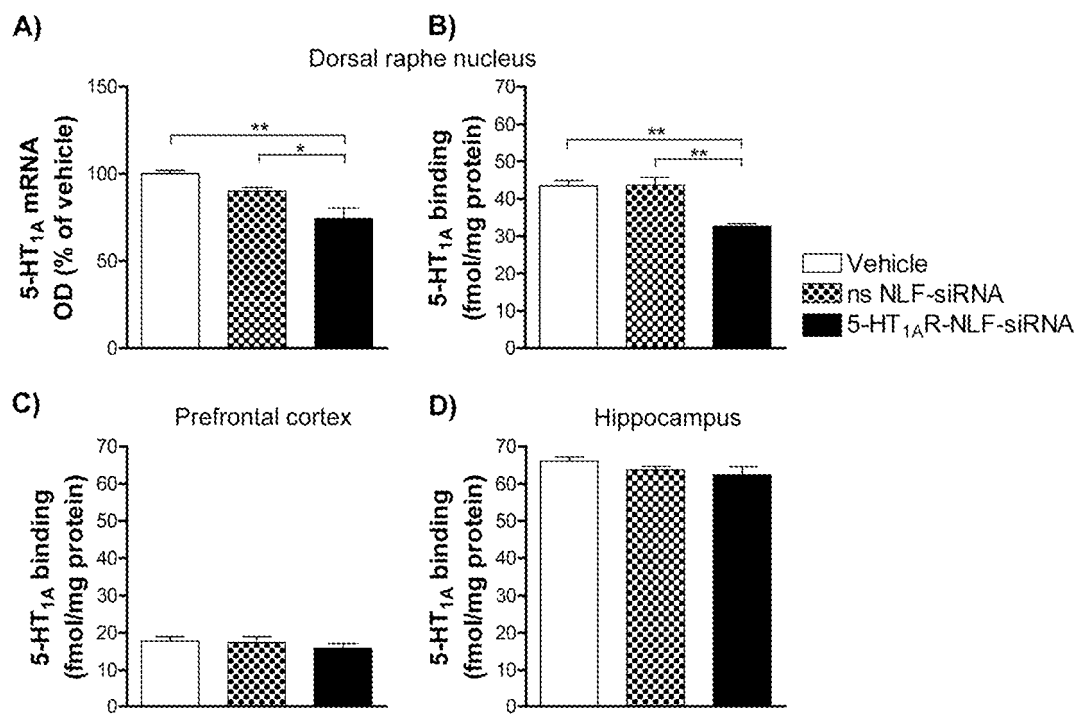 A)
B)
Dorsal raphe nucleus
5-HT1A mRNA
OD (% of vehicle)
150
100
50
0
**
*
5-HT1A binding
(fmol/mg protein)
70
60
50
40
30
20
10
0
**
**
Vehicle
ns NLF-siRNA
5-HT1AR-NLF-siRNA
C)
Prefrontal cortex
5-HT1A binding
(fmol/mg protein)
70
60
50
40
30
20
10
0
D)
Hippocampus
5-HT1A binding
(fmol/mg protein)
70
60
50
40
30
20
10
0